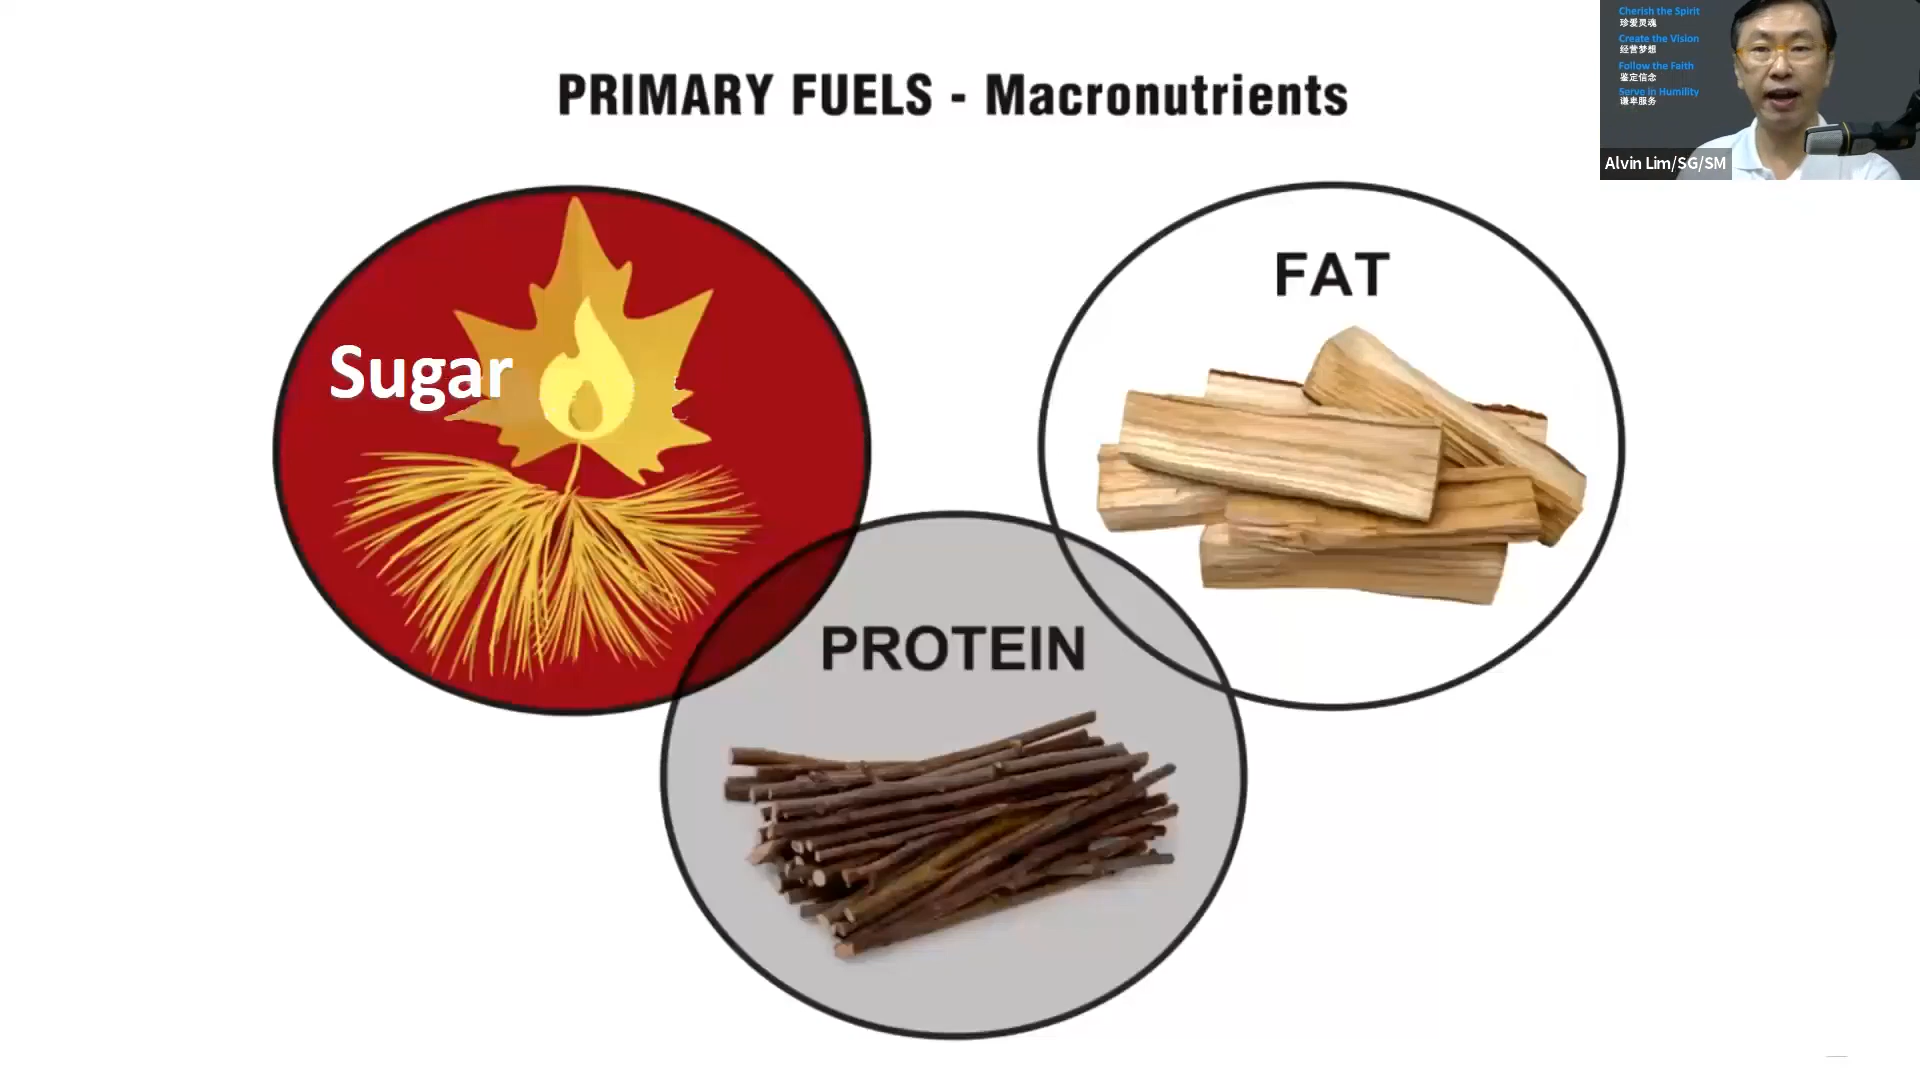 Cherish the Spirit
珍爱灵魂
Create the Vision
经营梦想
Follow the Faith
鉴定信念
Serve in Humility
谦卑服务
Alvin Lim/SG/SM
PRIMARY FUELS - Macronutrients
Sugar
FAT
PROTEIN